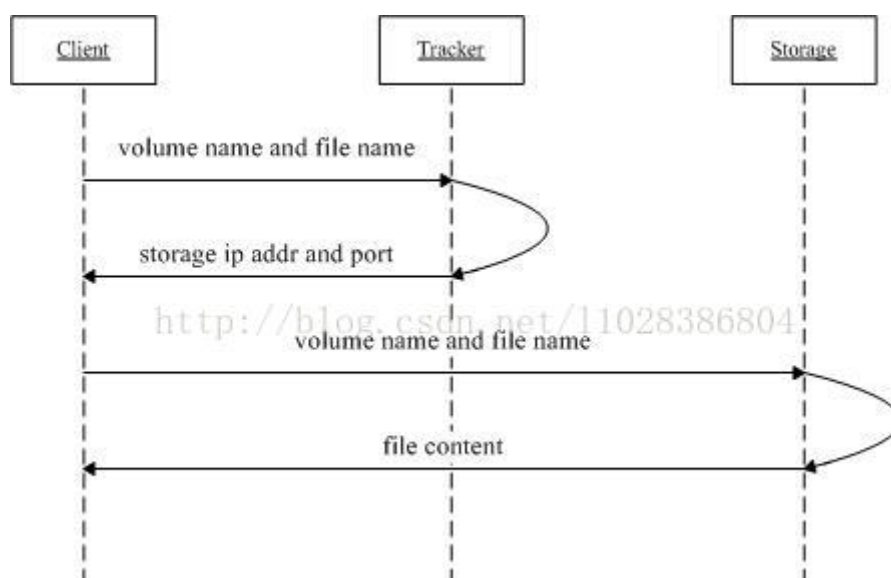 Client
Tracker
Storage
volume name and file name
storage ip addr and port
http://blog.csdn.net/l1028386804
volume name and file name
file content